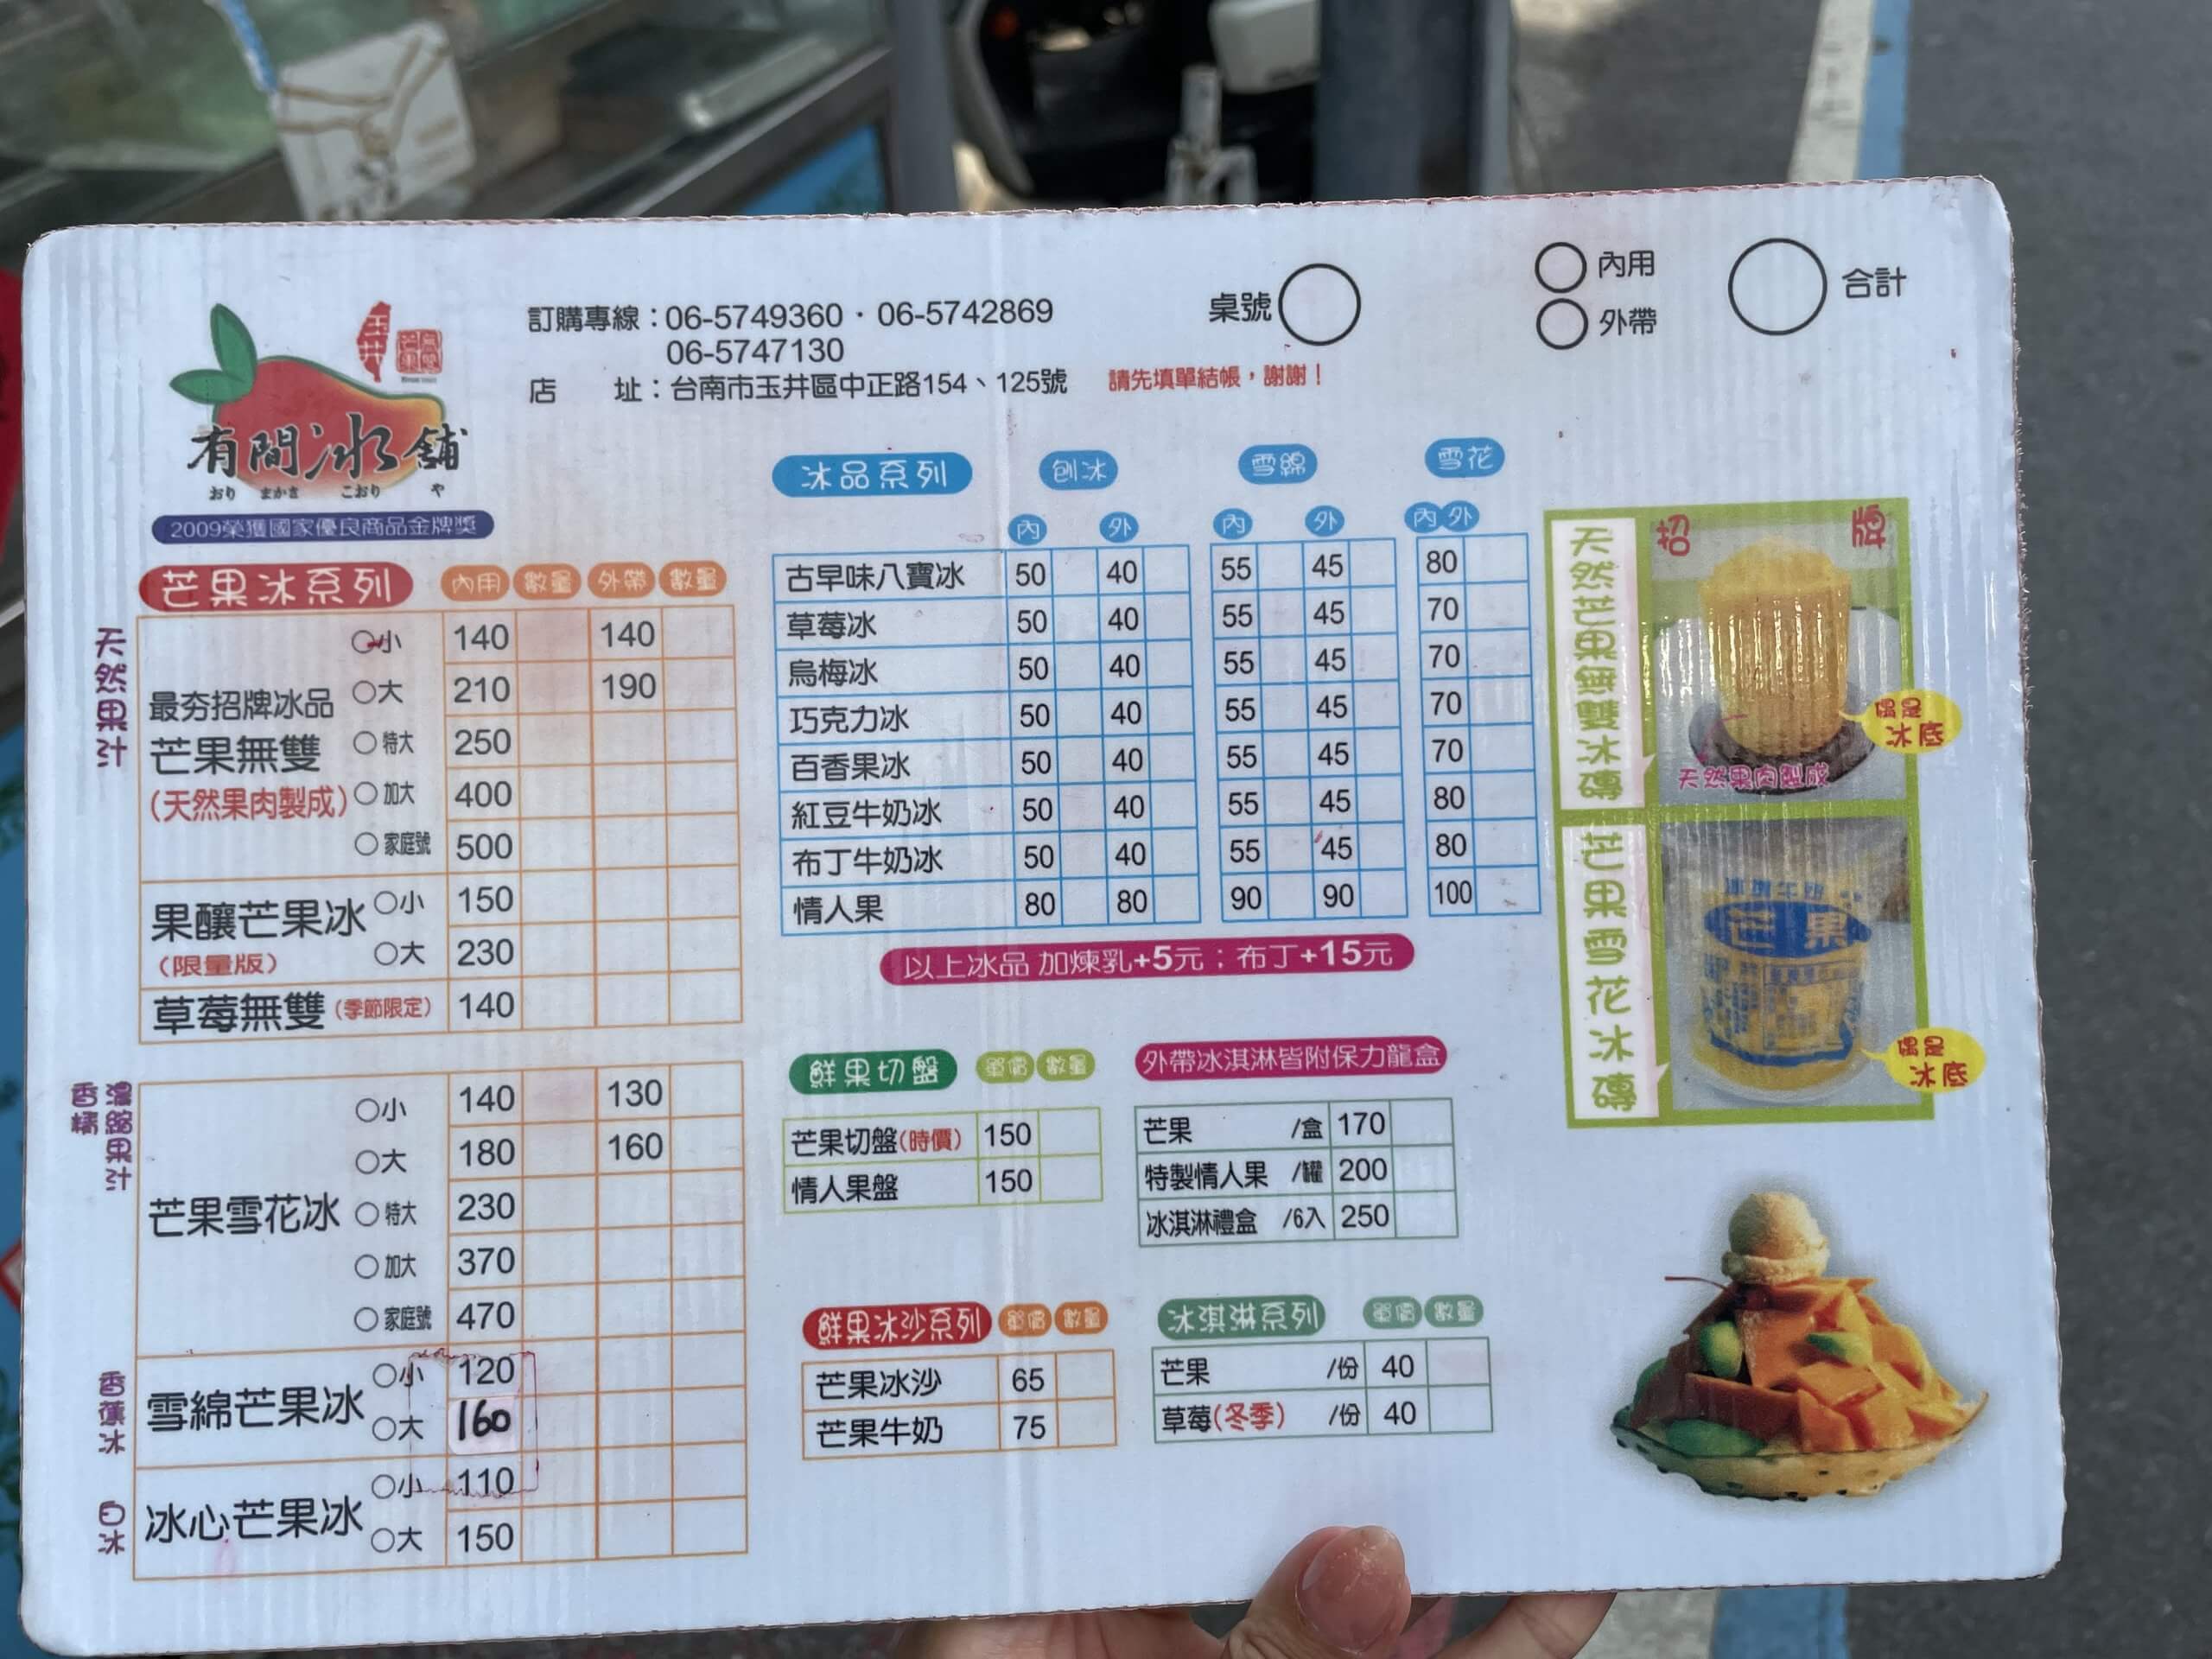 訂購專線：06-5749360．06-5742869
06-5747130
店　　址：台南市玉井區中正路154、125號
請先填單結帳，謝謝！
桌號
內用
外帶
合計
玉井
有間冰舖
おり まかさ こおり や
2009榮獲國家優良商品金牌獎
芒果冰系列 內用 數量 外帶 數量
天然果汁
最夯招牌冰品
芒果無雙
(天然果肉製成)
小 140 140
大 210 190
特大 250
加大 400
家庭號 500
果釀芒果冰
(限量版)
小 150
大 230
草莓無雙(季節限定) 140
濃縮果汁
香精
芒果雪花冰
小 140 130
大 180 160
特大 230
加大 370
家庭號 470
香蕉冰
雪綿芒果冰
小 120
大 160
白冰
冰心芒果冰
小 110
大 150
冰品系列 刨冰 雪綿 雪花
內 外 內 外 內外
古早味八寶冰 50 40 55 45 80
草莓冰 50 40 55 45 70
烏梅冰 50 40 55 45 70
巧克力冰 50 40 55 45 70
百香果冰 50 40 55 45 70
紅豆牛奶冰 50 40 55 45 80
布丁牛奶冰 50 40 55 45 80
情人果 80 80 90 90 100
以上冰品 加煉乳+5元；布丁+15元
鮮果切盤 單價 數量
芒果切盤(時價) 150
情人果盤 150
外帶冰淇淋皆附保力龍盒
芒果 /盒 170
特製情人果 /罐 200
冰淇淋禮盒 /6入 250
鮮果冰沙系列 單價 數量
芒果冰沙 65
芒果牛奶 75
冰淇淋系列 單價 數量
芒果 /份 40
草莓(冬季) /份 40
招牌
天然芒果無雙冰磚
偶是
冰底
天然果肉製成
芒果雪花冰磚
芒果
偶是
冰底